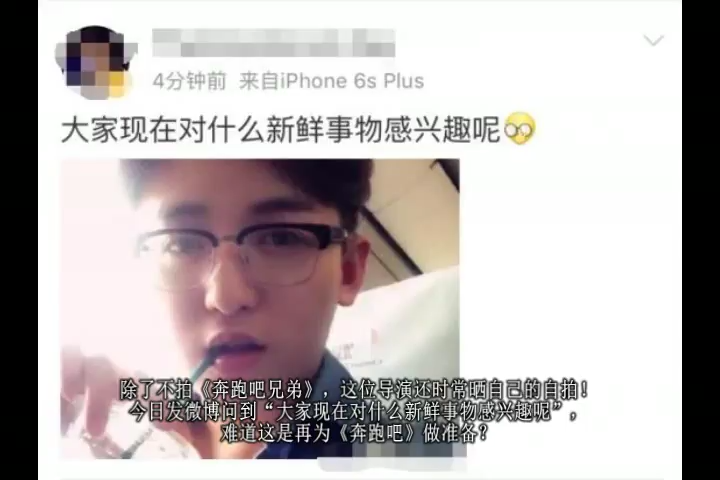 4分钟前 来自iPhone 6s Plus
大家现在对什么新鲜事物感兴趣呢
除了不拍《奔跑吧兄弟》，这位导演还时常晒自己的自拍！
今日发微博问到“大家现在对什么新鲜事物感兴趣呢”，
难道这是再为《奔跑吧》做准备？